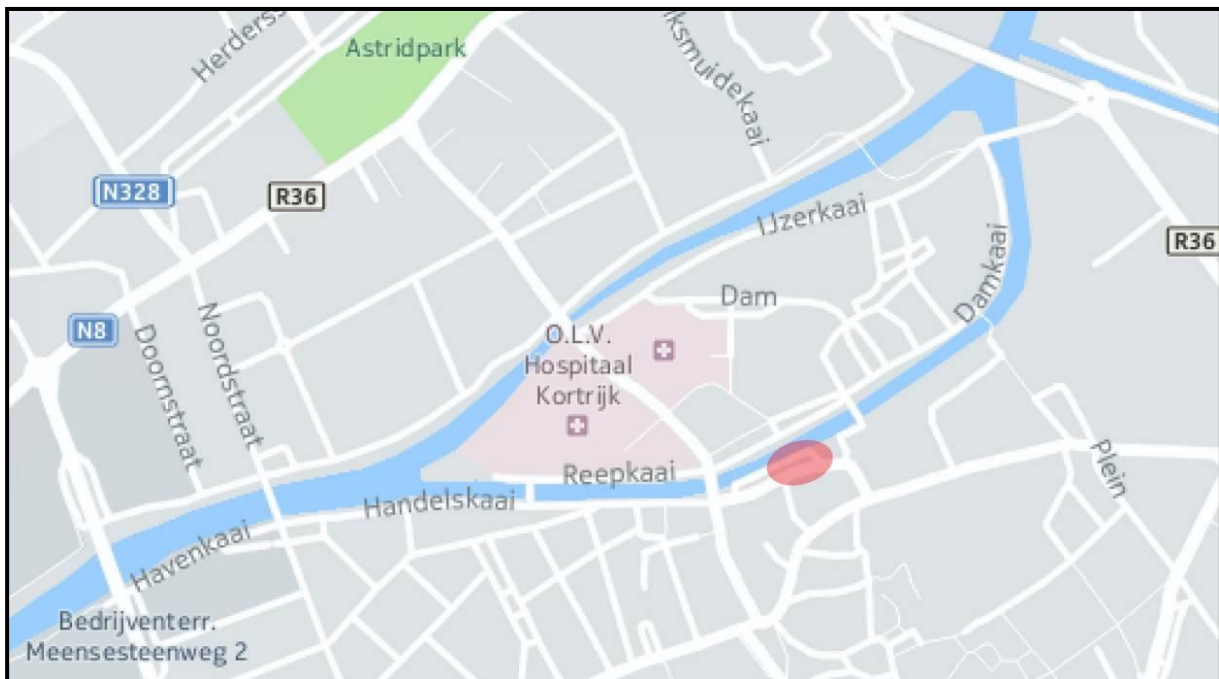 Herderss
Astridpark
iksmuidekaai
N328
R36
IJzerkaai
R36
Damkaai
Dam
N8
Doornstraat
Noordstraat
O.L.V.
Hospitaal
Kortrijk
Reepkaai
Plein
Handelskaai
Havenkaai
Bedrijventerr.
Meensesteenweg 2